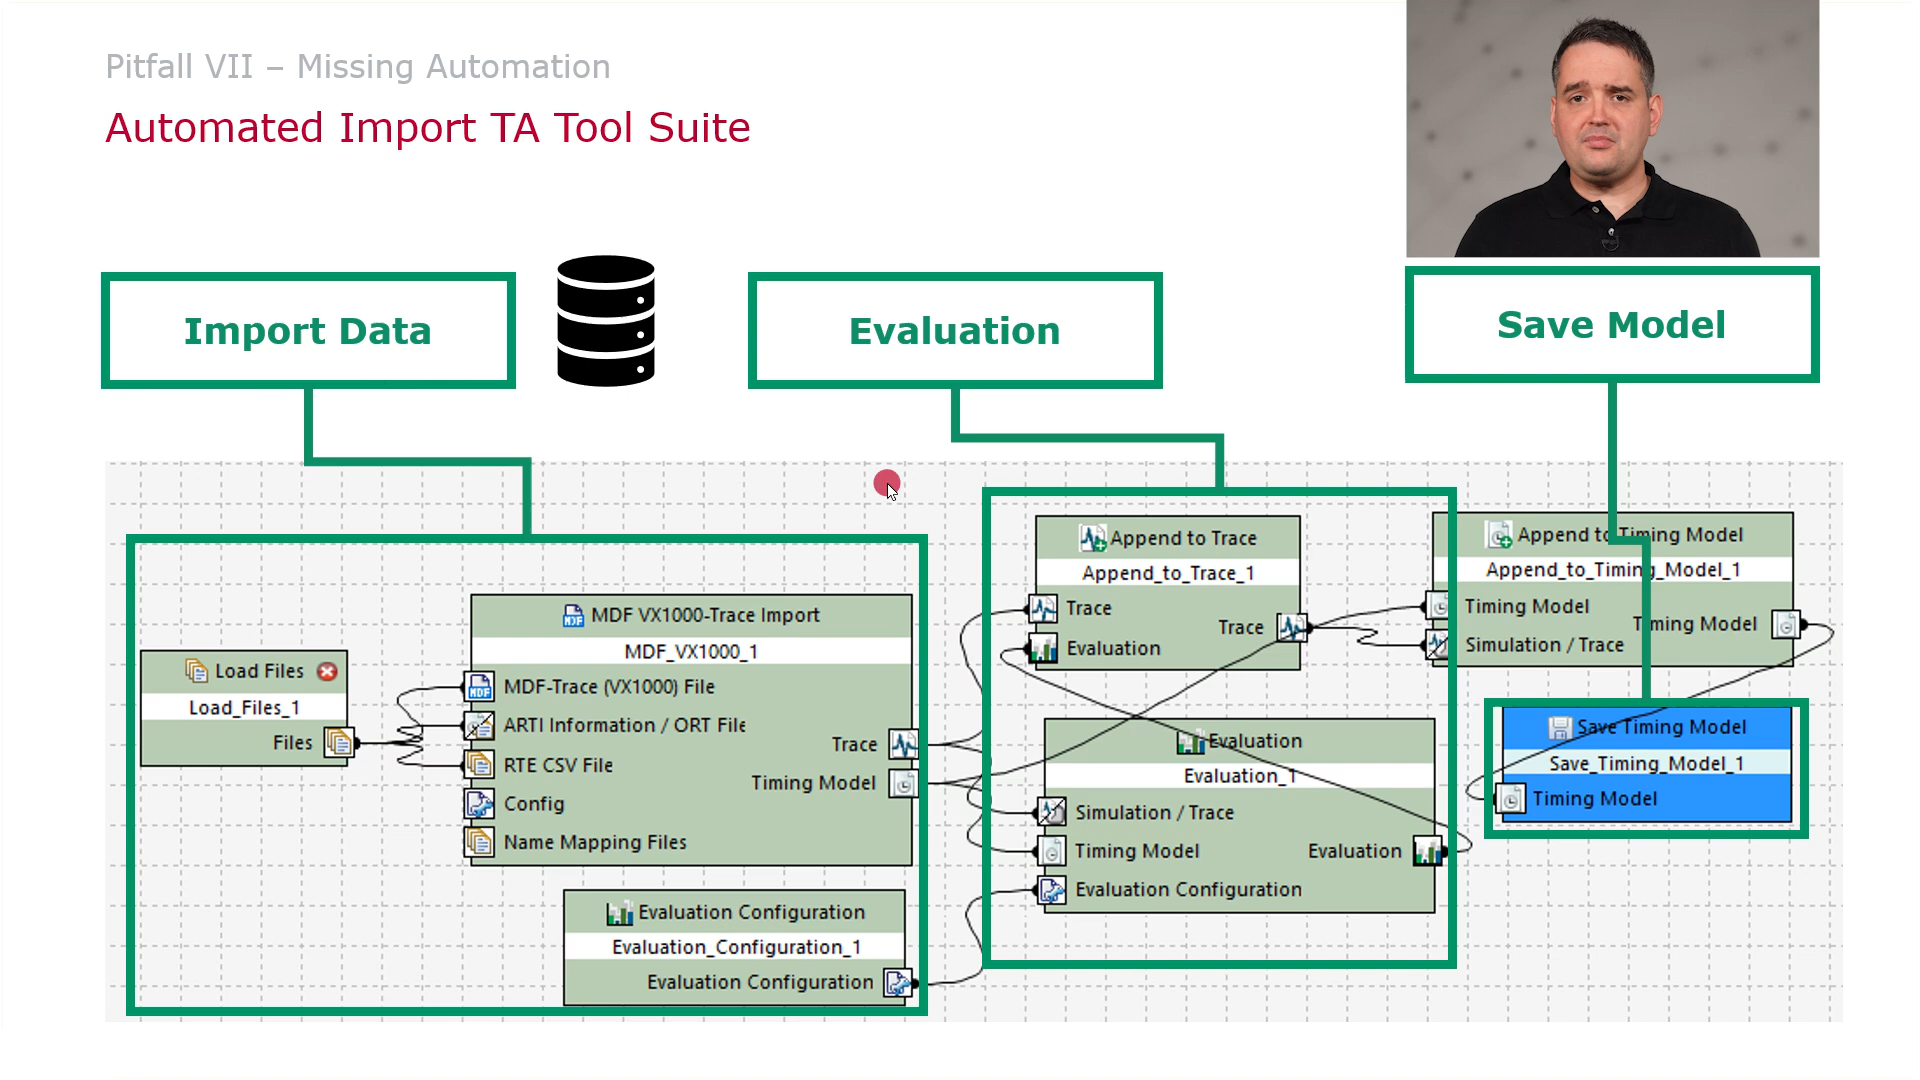 Pitfall VII – Missing Automation
Automated Import TA Tool Suite
Import Data
Evaluation
Save Model
Load Files
Load_Files_1
Files
MDF VX1000-Trace Import
MDF_VX1000_1
MDF-Trace (VX1000) File
ARTI Information / ORT File
RTE CSV File
Config
Name Mapping Files
Trace
Timing Model
Evaluation Configuration
Evaluation_Configuration_1
Evaluation Configuration
Append to Trace
Append_to_Trace_1
Trace
Evaluation
Trace
Evaluation
Evaluation_1
Simulation / Trace
Timing Model
Evaluation Configuration
Evaluation
Append to Timing Model
Append_to_Timing_Model_1
Timing Model
Simulation / Trace
Timing Model
Save Timing Model
Save_Timing_Model_1
Timing Model